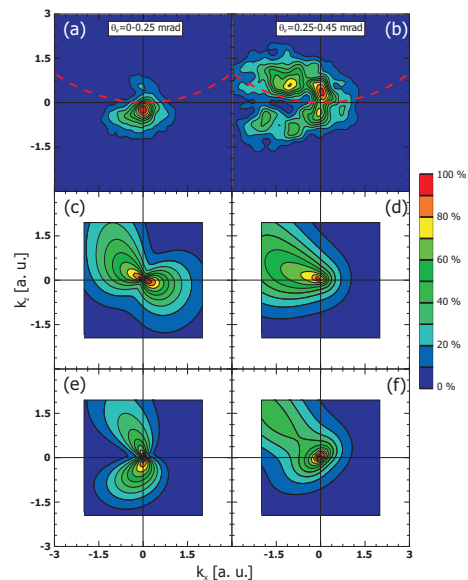 (a) θP=0-0.25 mrad θP=0.25-0.45 mrad (b)
3
1.5
0
-1.5
100 %
(c) (d)
1.5
80 %
0
60 %
kz [a. u.]
40 %
-1.5
20 %
(e) (f)
0 %
1.5
0
-1.5
-3
-3 -1.5 0 1.5 -1.5 0 1.5 3
kx [a. u.]